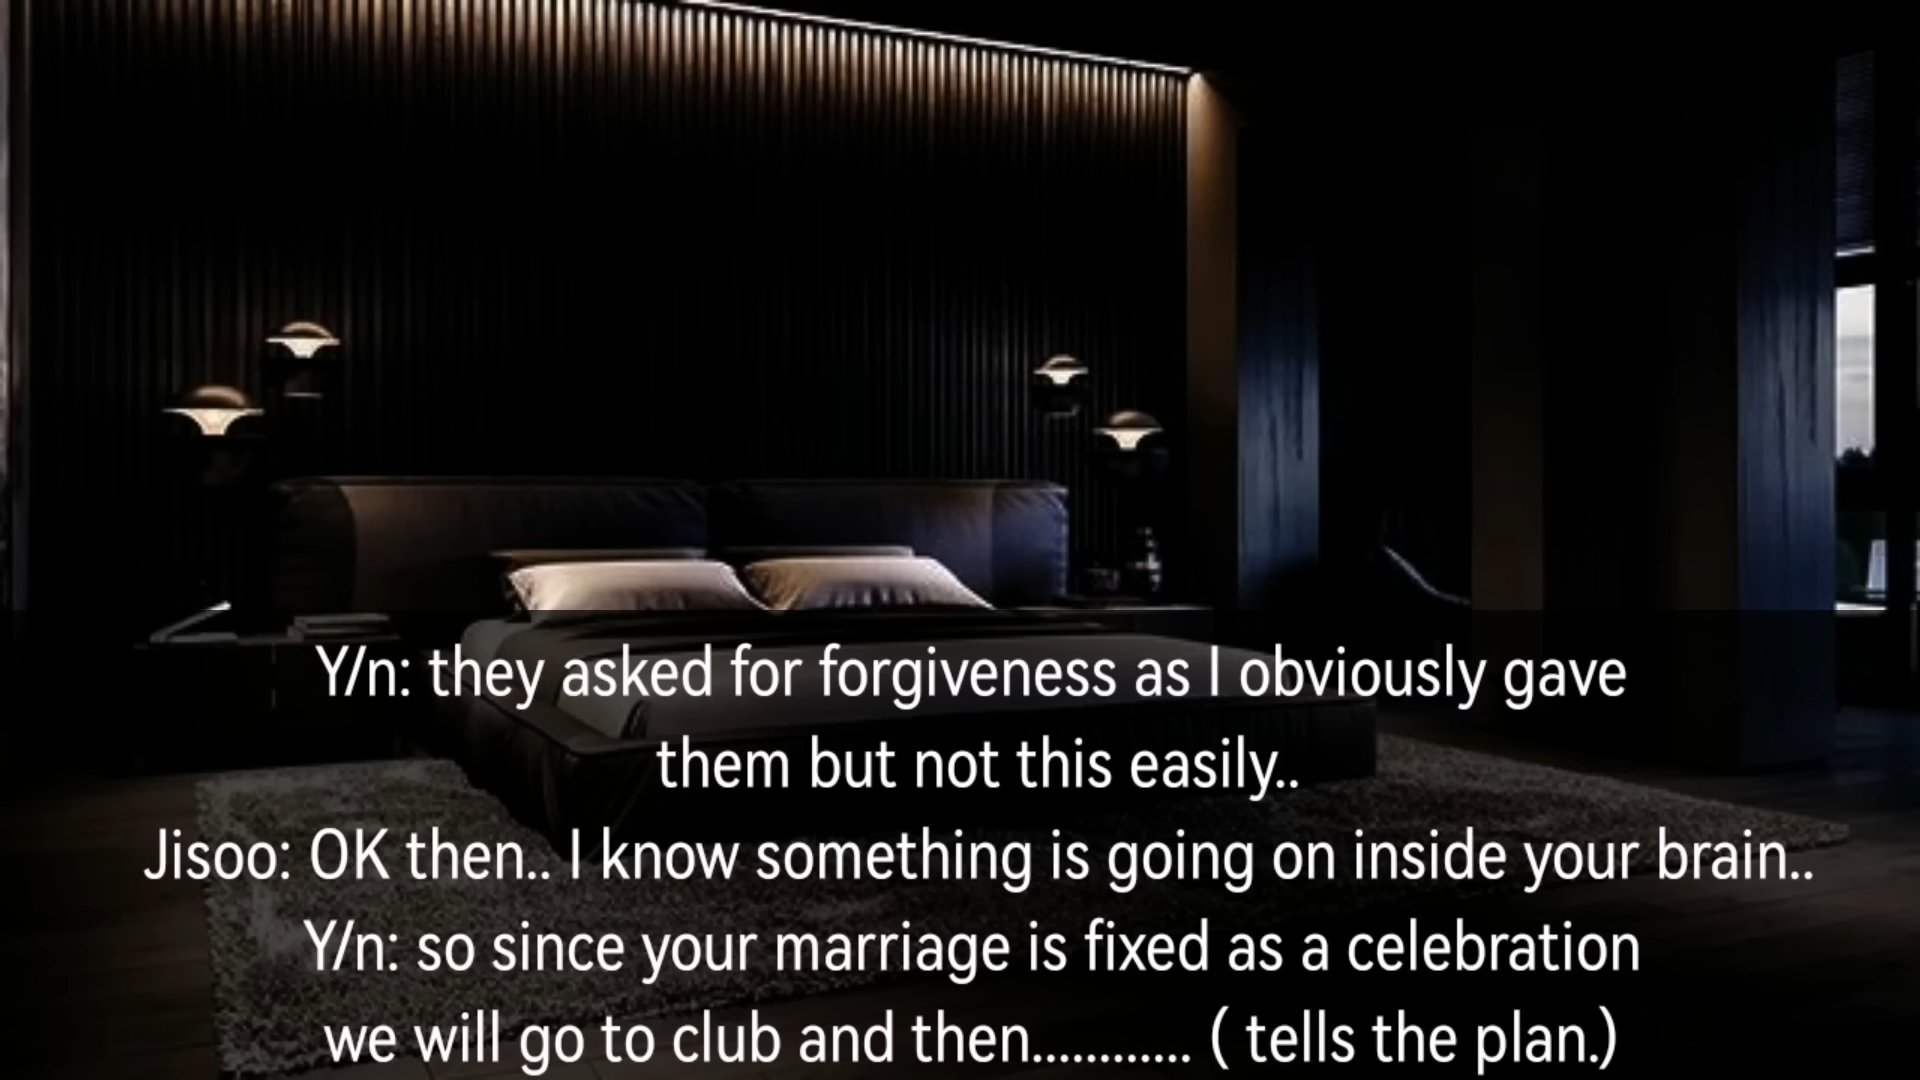 Y/n: they asked for forgiveness as I obviously gave
them but not this easily..
Jisoo: OK then.. I know something is going on inside your brain..
Y/n: so since your marriage is fixed as a celebration
we will go to club and then............ ( tells the plan.)